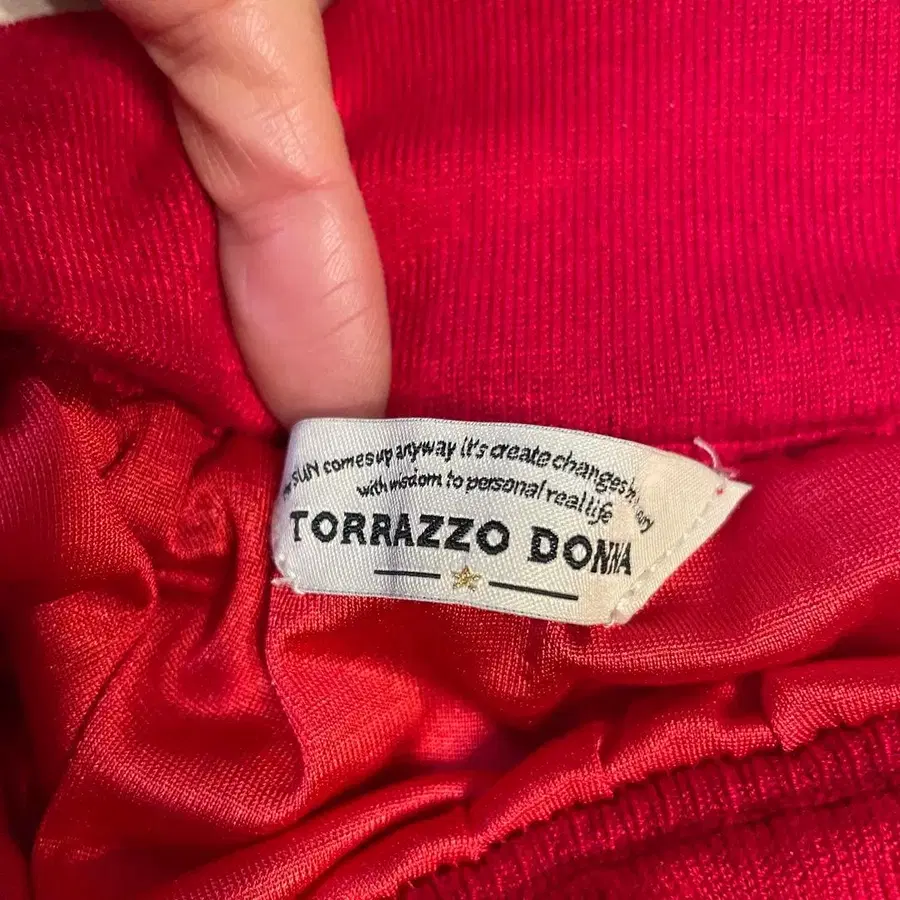 SUN comes up anyway it's create changes
with wisdom to personal real life
TORRAZZO DONNA